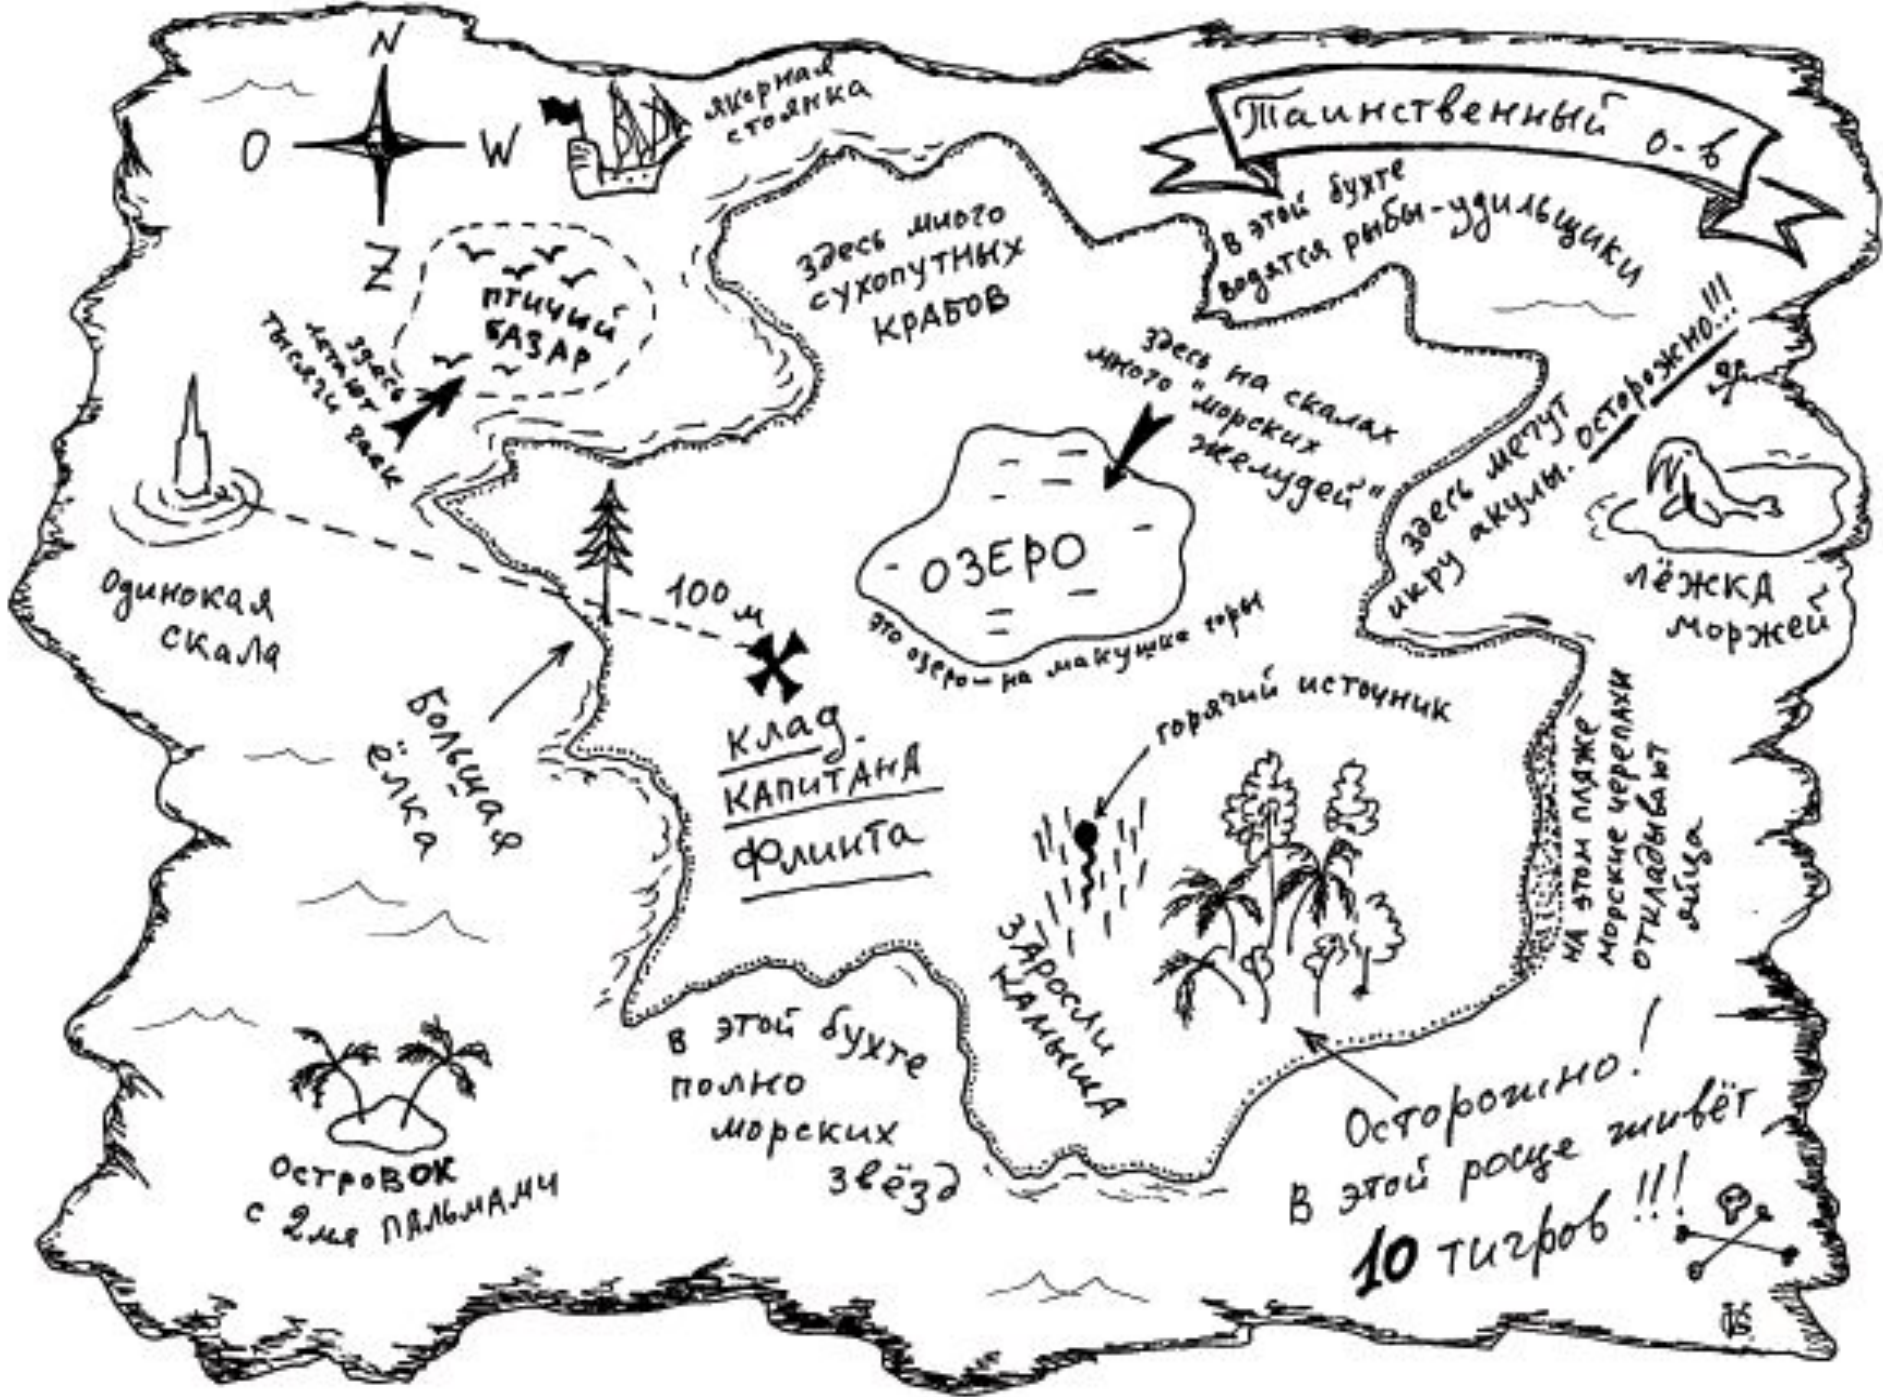 N
O
W
Z
якорная
стоянка
Таинственный о-в
В этой бухте
водятся рыбы-удильщики
здесь много
сухопутных
крабов
птичий
базар
здесь
летают
тысячи чаек
здесь на скалах
много "морских
желудей"
здесь мечут
икру акулы. осторожно!!!
ОЗЕРО
это озеро — на макушке горы
лёжка
моржей
одинокая
скала
100 м
большая
ёлка
клад
капитана
Флинта
горячий источник
на этом пляже
морские черепахи
откладывают
яйца
заросли
камыша
в этой бухте
полно
морских
звёзд
островок
с 2мя пальмами
Осторожно!
В этой роще живёт
10 тигров!!!